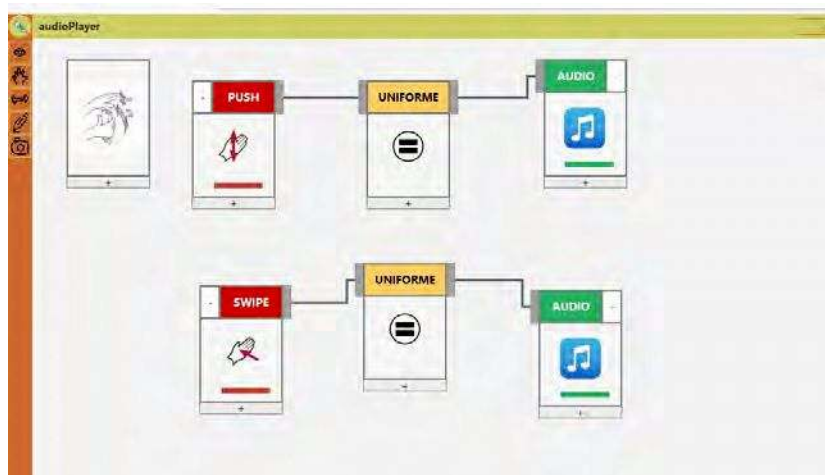 audioPlayer
PUSH
UNIFORME
AUDIO
SWIPE
UNIFORME
AUDIO